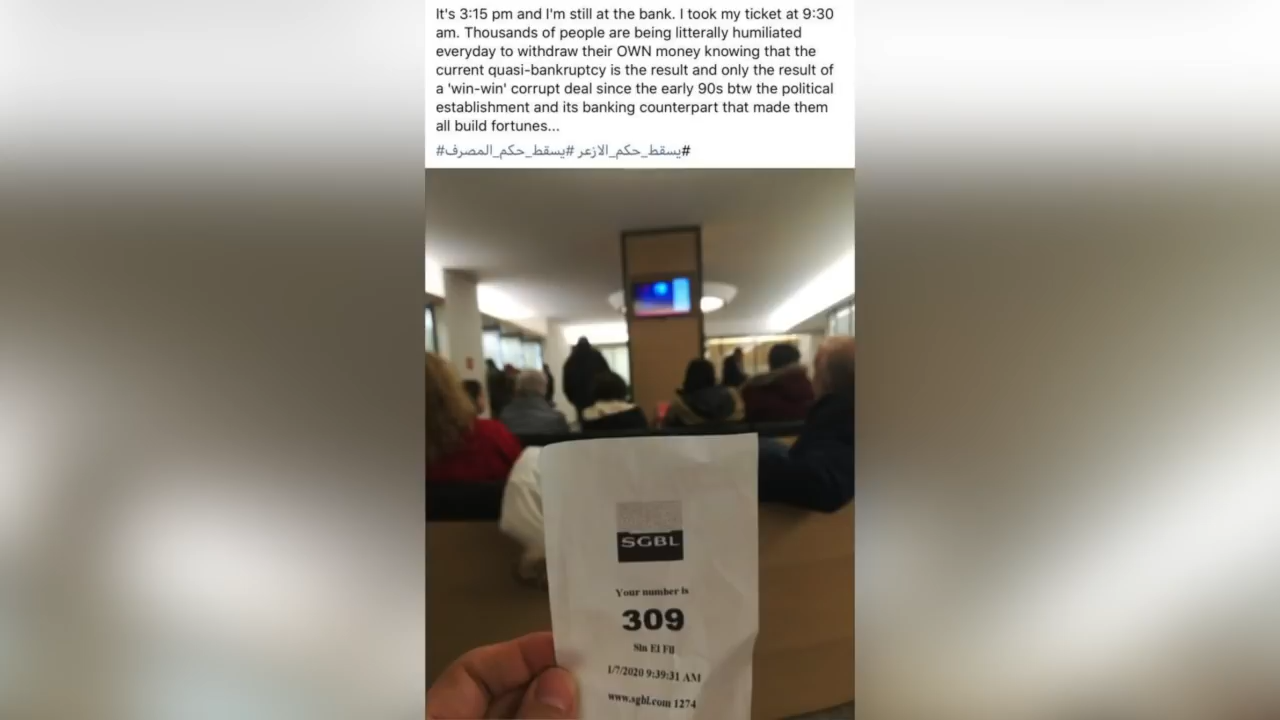 It's 3:15 pm and I'm still at the bank. I took my ticket at 9:30
am. Thousands of people are being litterally humiliated
everyday to withdraw their OWN money knowing that the
current quasi-bankruptcy is the result and only the result of
a 'win-win' corrupt deal since the early 90s btw the political
establishment and its banking counterpart that made them
all build fortunes...
#يسقط_حكم_الازعر #يسقط_حكم_المصرف#
SGBL
Your number is
309
Sin El Fil
1/7/2020 9:39:31 AM
www.sgbl.com 1274